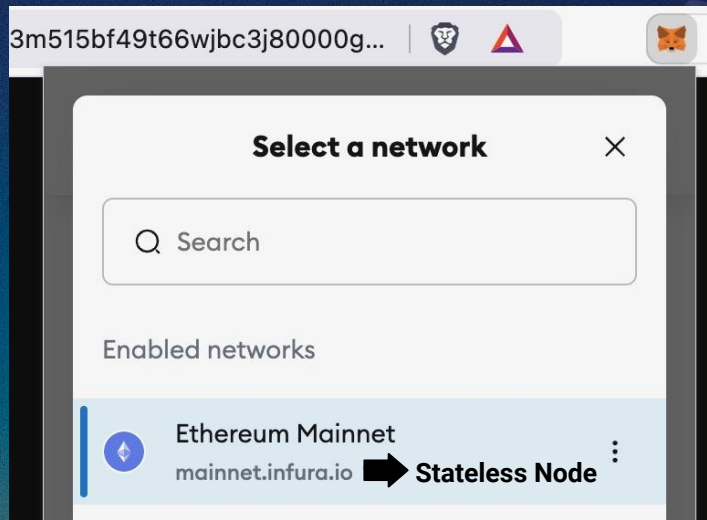 3m515bf49t66wjbc3j80000g...
Select a network
Search
Enabled networks
Ethereum Mainnet
mainnet.infura.io Stateless Node